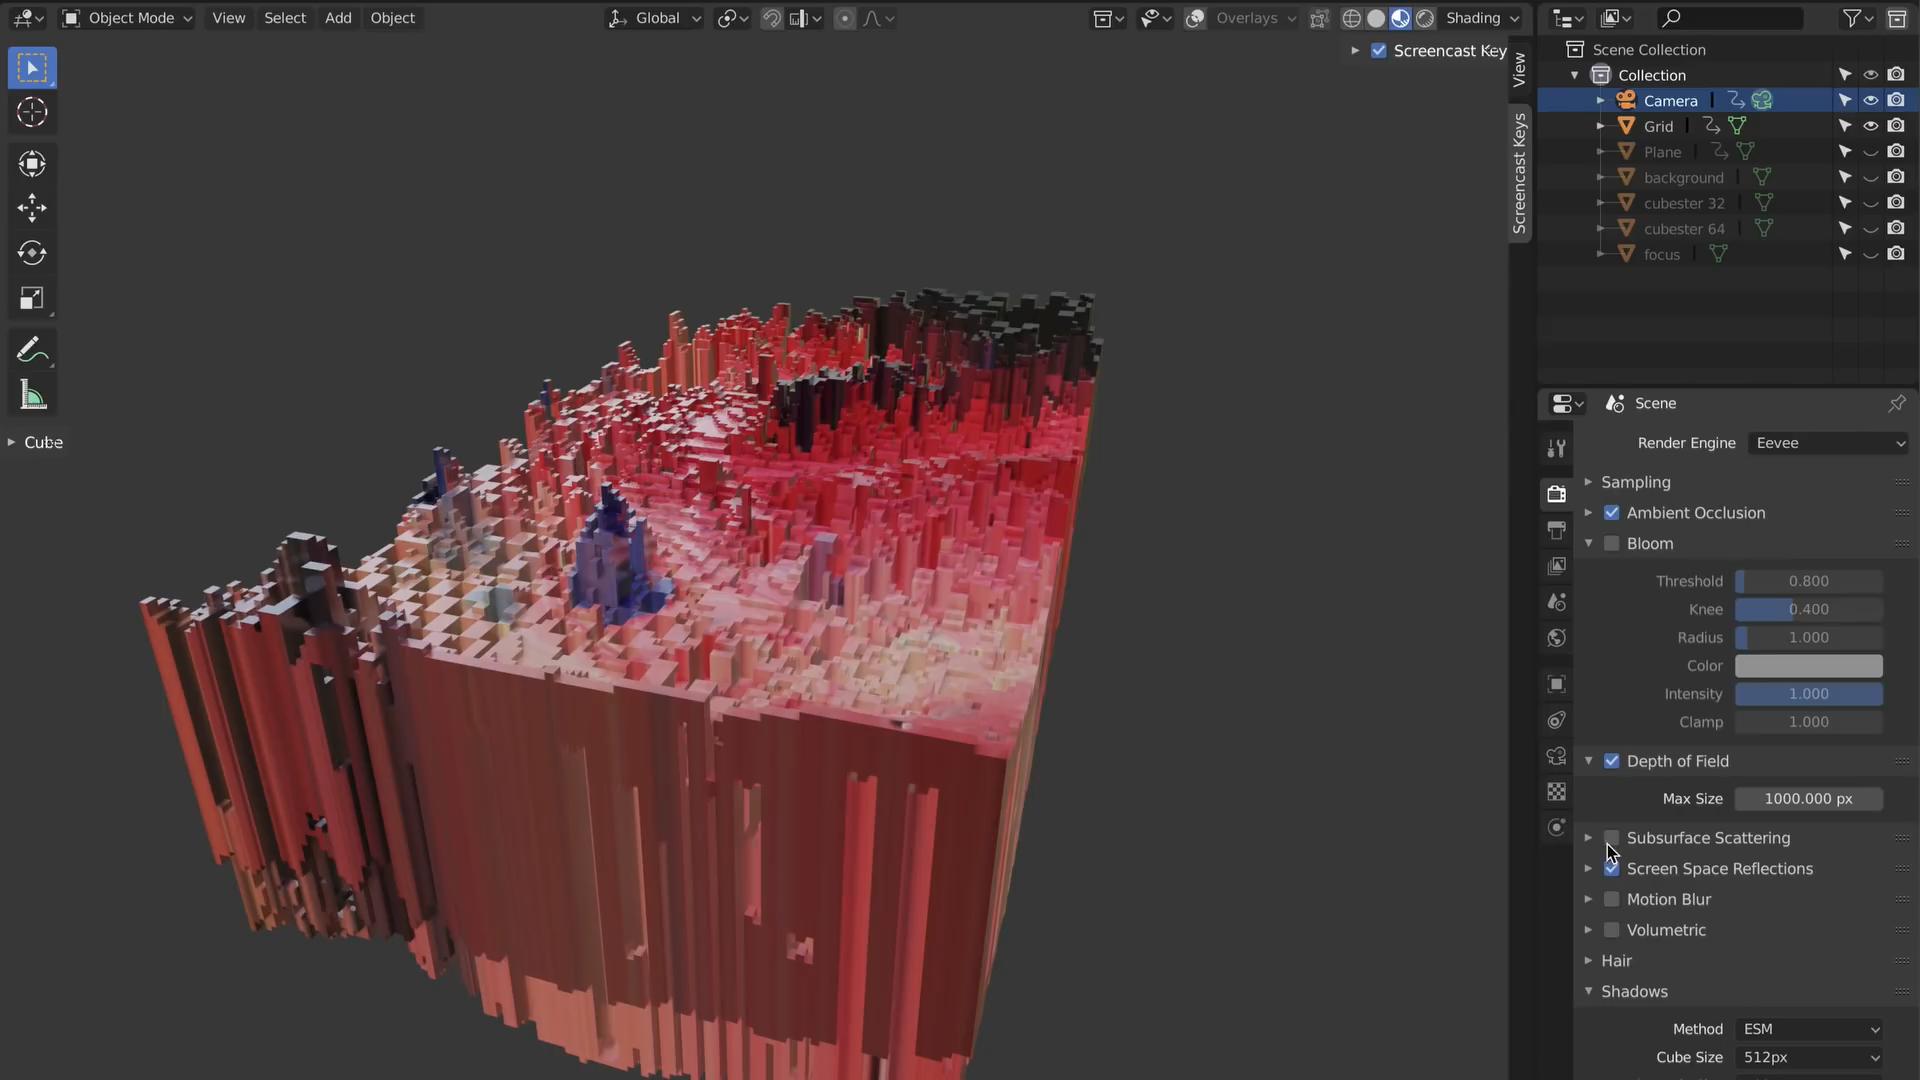 Object Mode View Select Add Object Global Overlays Shading
Screencast Key
View
Screencast Keys
Cube
Scene Collection
Collection
Camera
Grid
Plane
background
cubester 32
cubester 64
focus
Scene
Render Engine Eevee
Sampling
Ambient Occlusion
Bloom
Threshold 0.800
Knee 0.400
Radius 1.000
Color
Intensity 1.000
Clamp 1.000
Depth of Field
Max Size 1000.000 px
Subsurface Scattering
Screen Space Reflections
Motion Blur
Volumetric
Hair
Shadows
Method ESM
Cube Size 512px